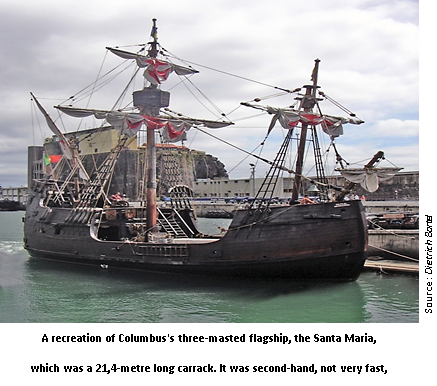 Source: Dietrich Bartel
A recreation of Columbus's three-masted flagship, the Santa Maria,
which was a 21,4-metre long carrack. It was second-hand, not very fast,